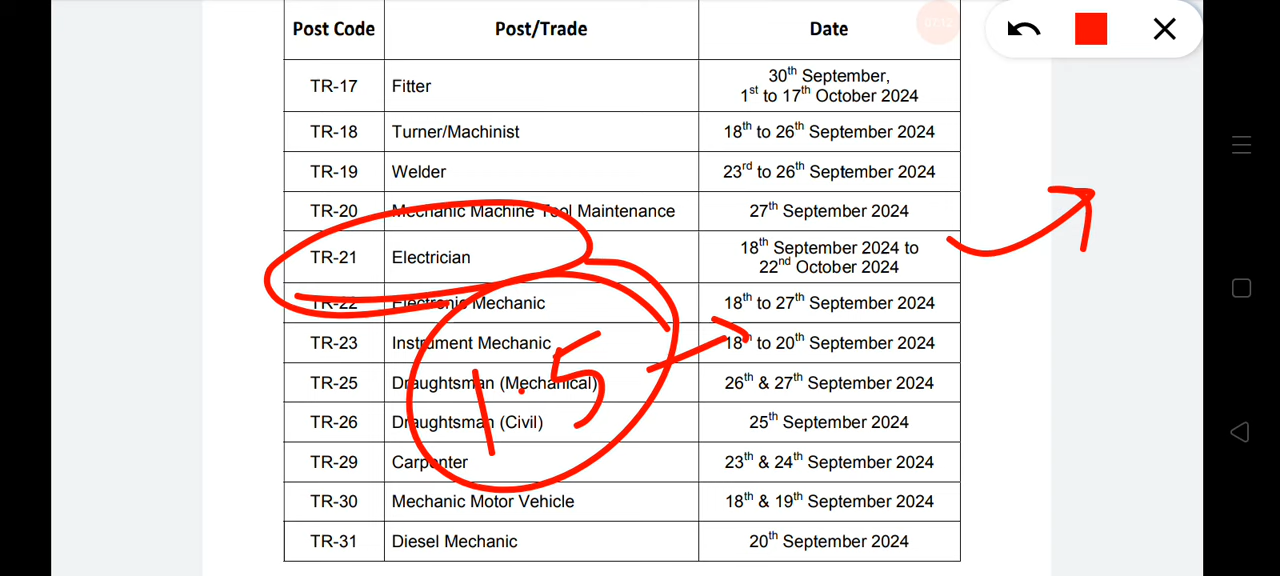 Post Code Post/Trade Date
TR-17 Fitter 30th September,
1st to 17th October 2024
TR-18 Turner/Machinist 18th to 26th September 2024
TR-19 Welder 23rd to 26th September 2024
TR-20 Mechanic Machine Tool Maintenance 27th September 2024
TR-21 Electrician 18th September 2024 to
22nd October 2024
TR-22 Electronic Mechanic 18th to 27th September 2024
TR-23 Instrument Mechanic 18th to 20th September 2024
TR-25 Draughtsman (Mechanical) 26th & 27th September 2024
1.5
TR-26 Draughtsman (Civil) 25th September 2024
TR-29 Carpenter 23th & 24th September 2024
TR-30 Mechanic Motor Vehicle 18th & 19th September 2024
TR-31 Diesel Mechanic 20th September 2024